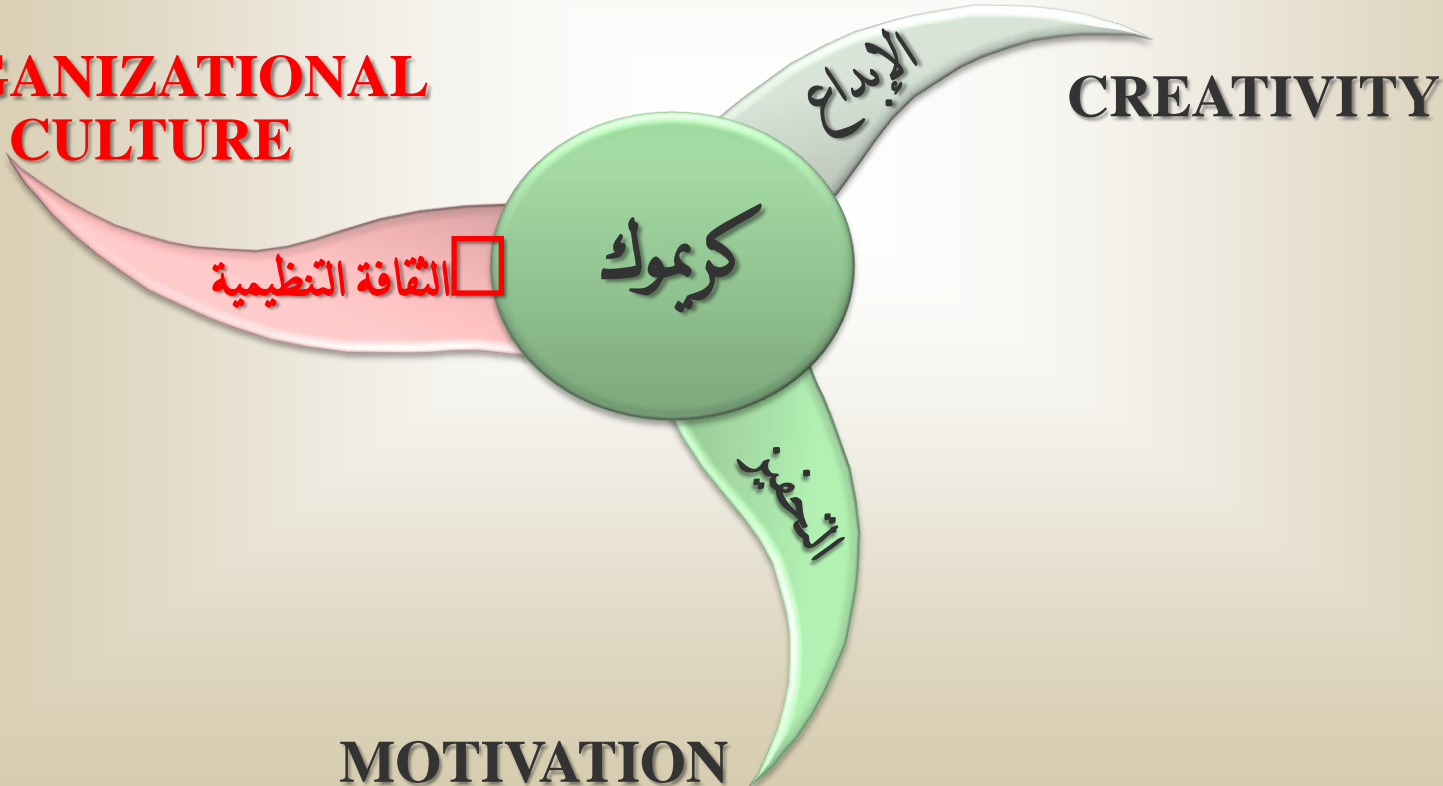 GANIZATIONAL
CULTURE
CREATIVITY
الإبداع
كريموك
الثقافة التنظيمية
التحفيز
MOTIVATION